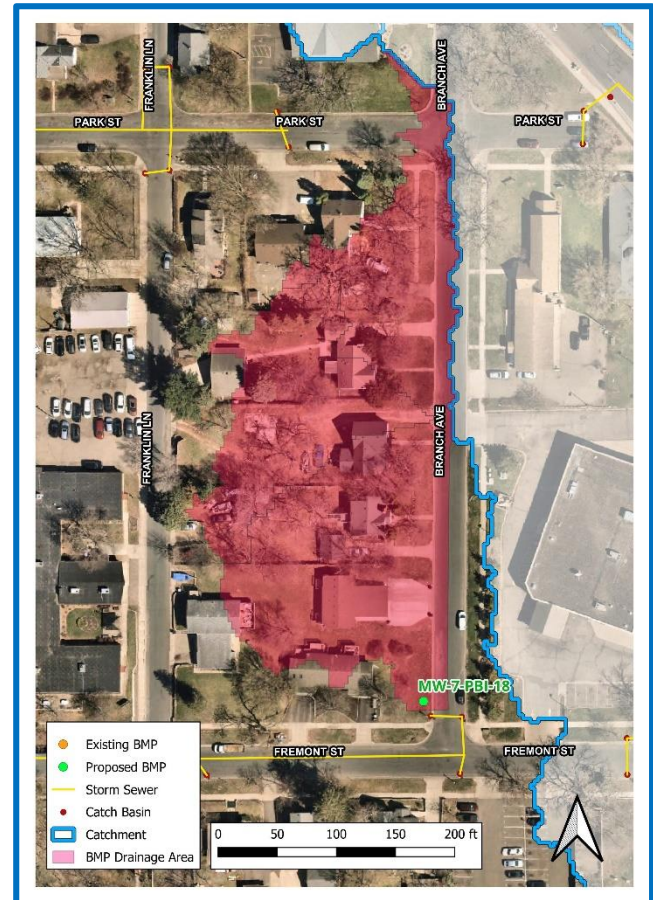 FRANKLIN LN
BRANCH AVE
PARK ST
PARK ST
PARK ST
FRANKLIN LN
BRANCH AVE
MW-7-PBI-18
FREMONT ST
FREMONT ST
Existing BMP
Proposed BMP
Storm Sewer
Catch Basin
Catchment
BMP Drainage Area
0 50 100 150 200 ft